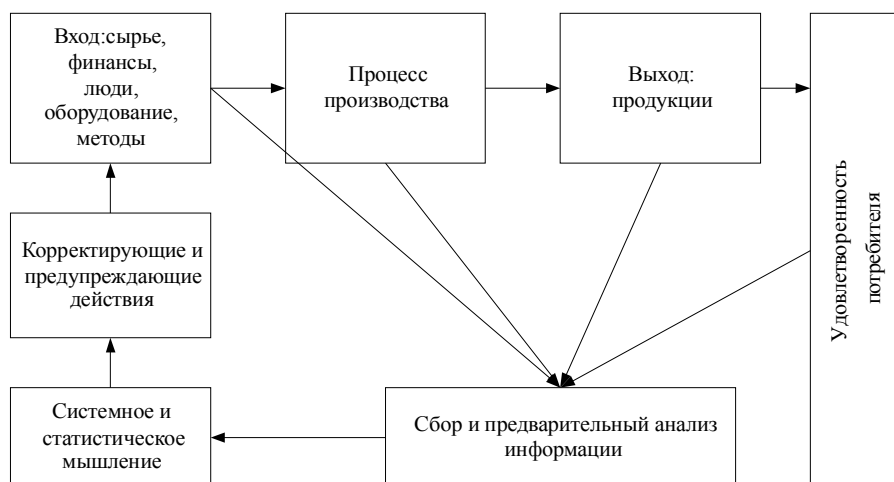 Вход:сырье,
финансы,
люди,
оборудование,
методы
Процесс
производства
Выход:
продукции
Удовлетворенность
потребителя
Корректирующие и
предупреждающие
действия
Системное и
статистическое
мышление
Сбор и предварительный анализ
информации